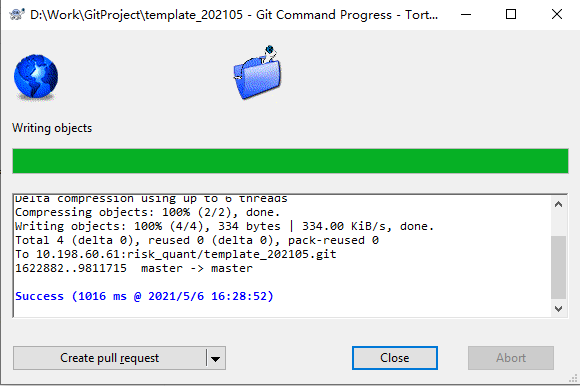 D:\Work\GitProject\template_202105 - Git Command Progress - Tort...
Writing objects
Delta compression using up to 6 threads
Compressing objects: 100% (2/2), done.
Writing objects: 100% (4/4), 334 bytes | 334.00 KiB/s, done.
Total 4 (delta 0), reused 0 (delta 0), pack-reused 0
To 10.198.60.61:risk_quant/template_202105.git
1622882..9811715  master -> master
Success (1016 ms @ 2021/5/6 16:28:52)
Create pull request
Close
Abort